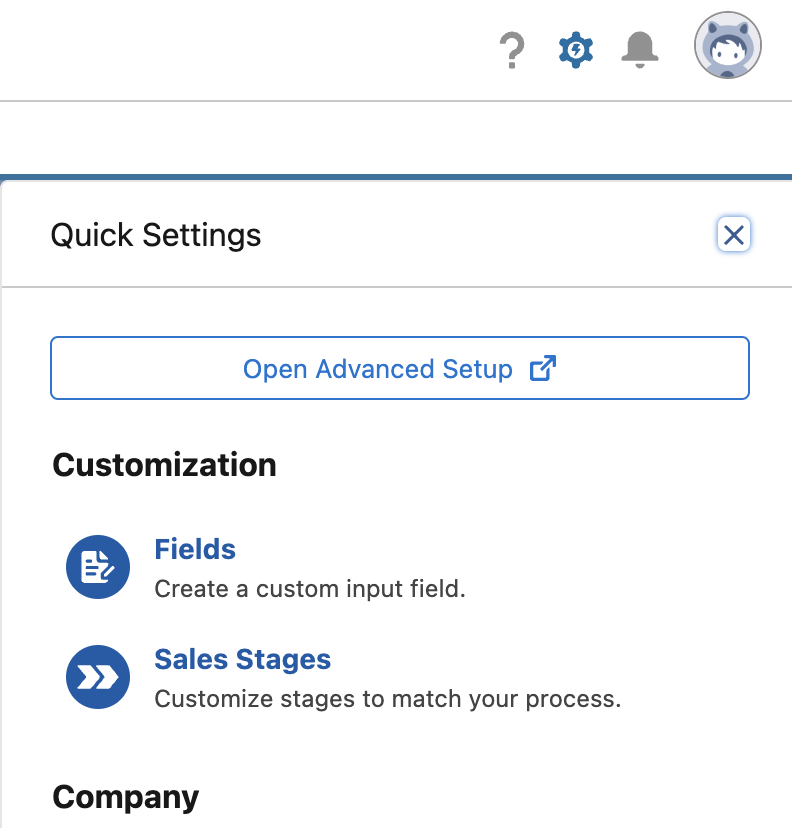 Quick Settings
Open Advanced Setup
Customization
Fields
Create a custom input field.
Sales Stages
Customize stages to match your process.
Company